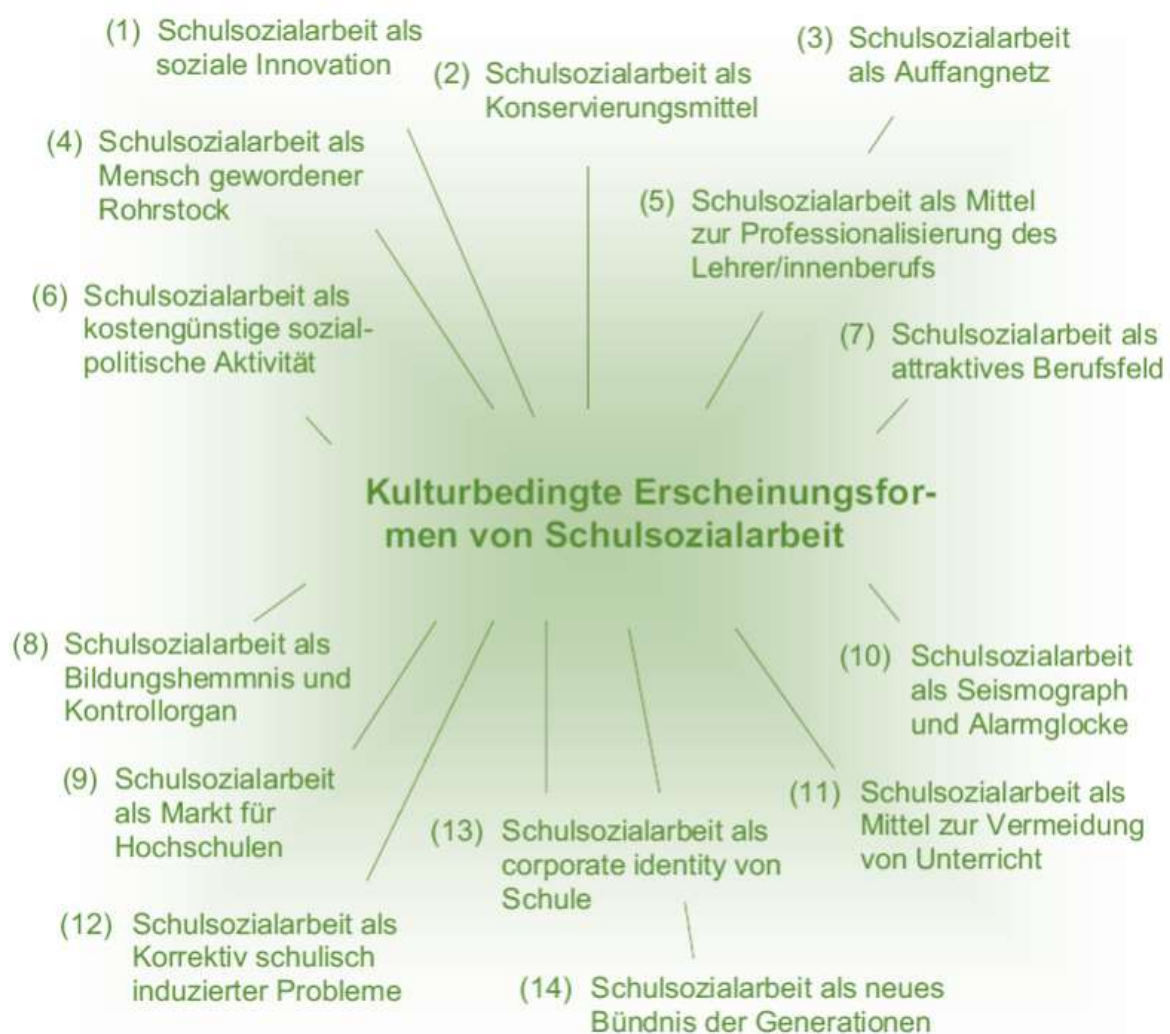 (1) Schulsozialarbeit als
soziale Innovation
(2) Schulsozialarbeit als
Konservierungsmittel
(3) Schulsozialarbeit
als Auffangnetz
(4) Schulsozialarbeit als
Mensch gewordener
Rohrstock
(5) Schulsozialarbeit als Mittel
zur Professionalisierung des
Lehrer/innenberufs
(6) Schulsozialarbeit als
kostengünstige sozial-
politische Aktivität
(7) Schulsozialarbeit als
attraktives Berufsfeld
Kulturbedingte Erscheinungsfor-
men von Schulsozialarbeit
(8) Schulsozialarbeit als
Bildungshemmnis und
Kontrollorgan
(9) Schulsozialarbeit
als Markt für
Hochschulen
(10) Schulsozialarbeit
als Seismograph
und Alarmglocke
(11) Schulsozialarbeit als
Mittel zur Vermeidung
von Unterricht
(12) Schulsozialarbeit als
Korrektiv schulisch
induzierter Probleme
(13) Schulsozialarbeit als
corporate identity von
Schule
(14) Schulsozialarbeit als neues
Bündnis der Generationen